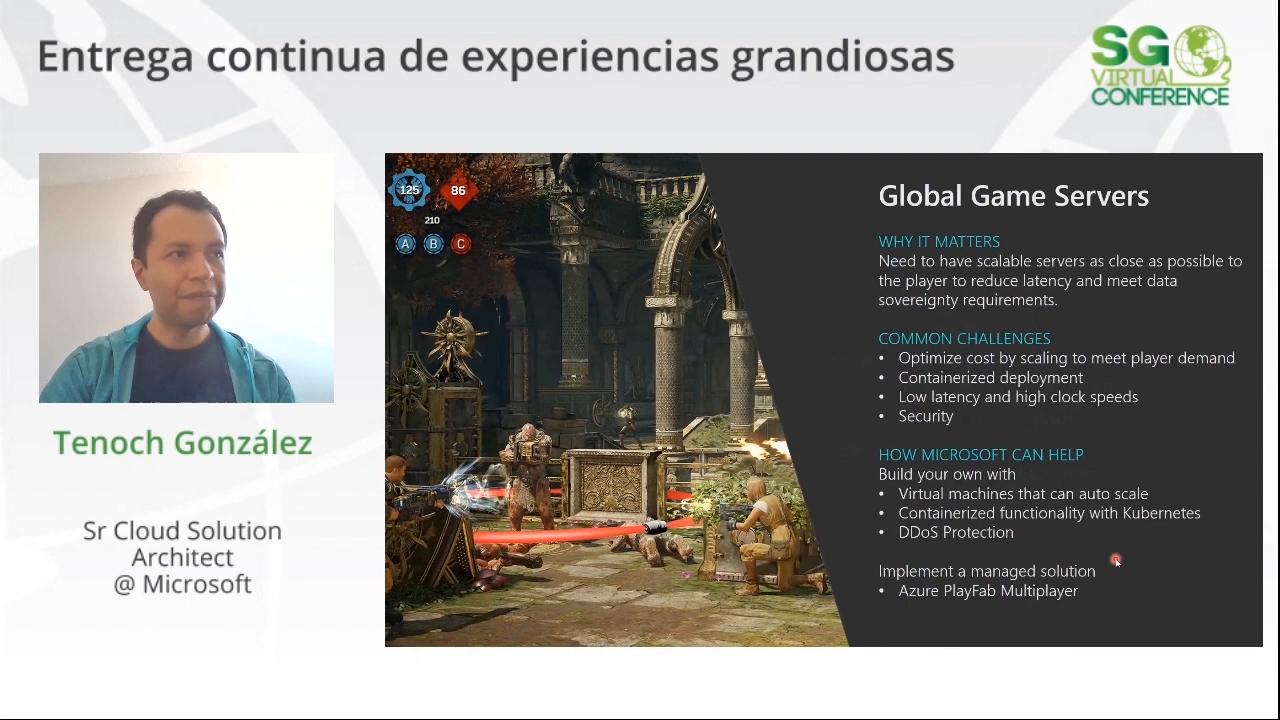 Entrega continua de experiencias grandiosas
SG
VIRTUAL
CONFERENCE
125
86
210
A B C
Global Game Servers
WHY IT MATTERS
Need to have scalable servers as close as possible to
the player to reduce latency and meet data
sovereignty requirements.
COMMON CHALLENGES
• Optimize cost by scaling to meet player demand
• Containerized deployment
• Low latency and high clock speeds
• Security
HOW MICROSOFT CAN HELP
Build your own with
• Virtual machines that can auto scale
• Containerized functionality with Kubernetes
• DDoS Protection
Implement a managed solution
• Azure PlayFab Multiplayer
Tenoch González
Sr Cloud Solution
Architect
@ Microsoft